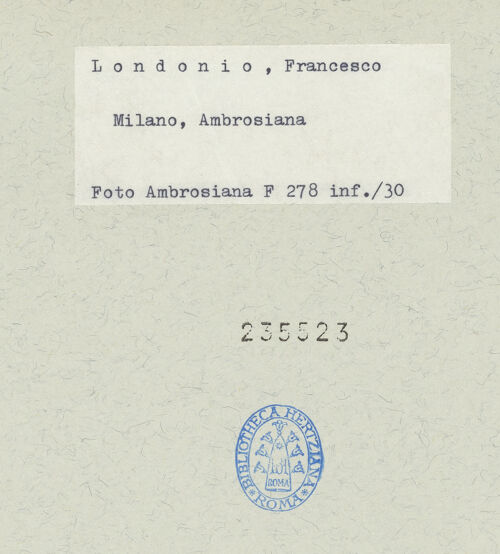 L o n d o n i o , Francesco
Milano, Ambrosiana
Foto Ambrosiana F 278 inf./30
235523
BIBLIOTHECA HERTZIANA
ROMA
* ROMA *